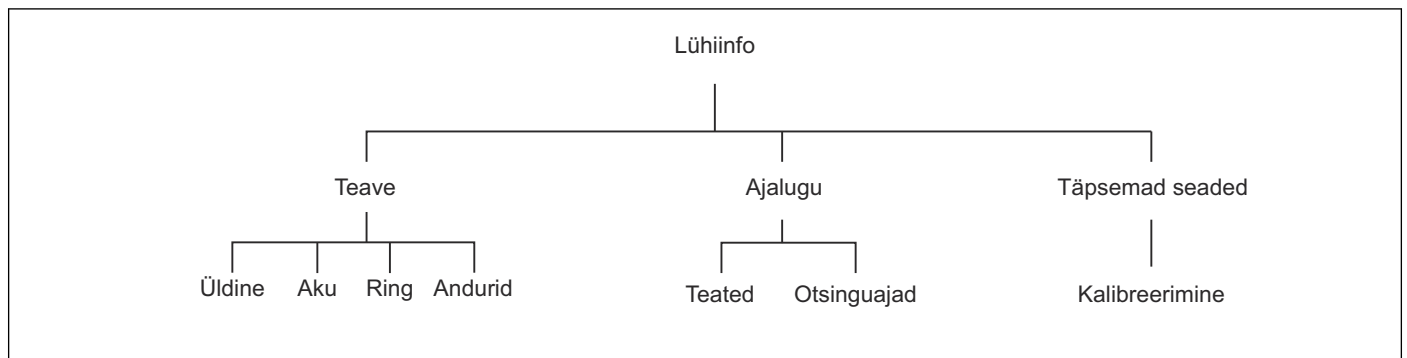 Lühiinfo
Teave
Ajalugu
Täpsemad seaded
Üldine
Aku
Ring
Andurid
Teated
Otsinguajad
Kalibreerimine